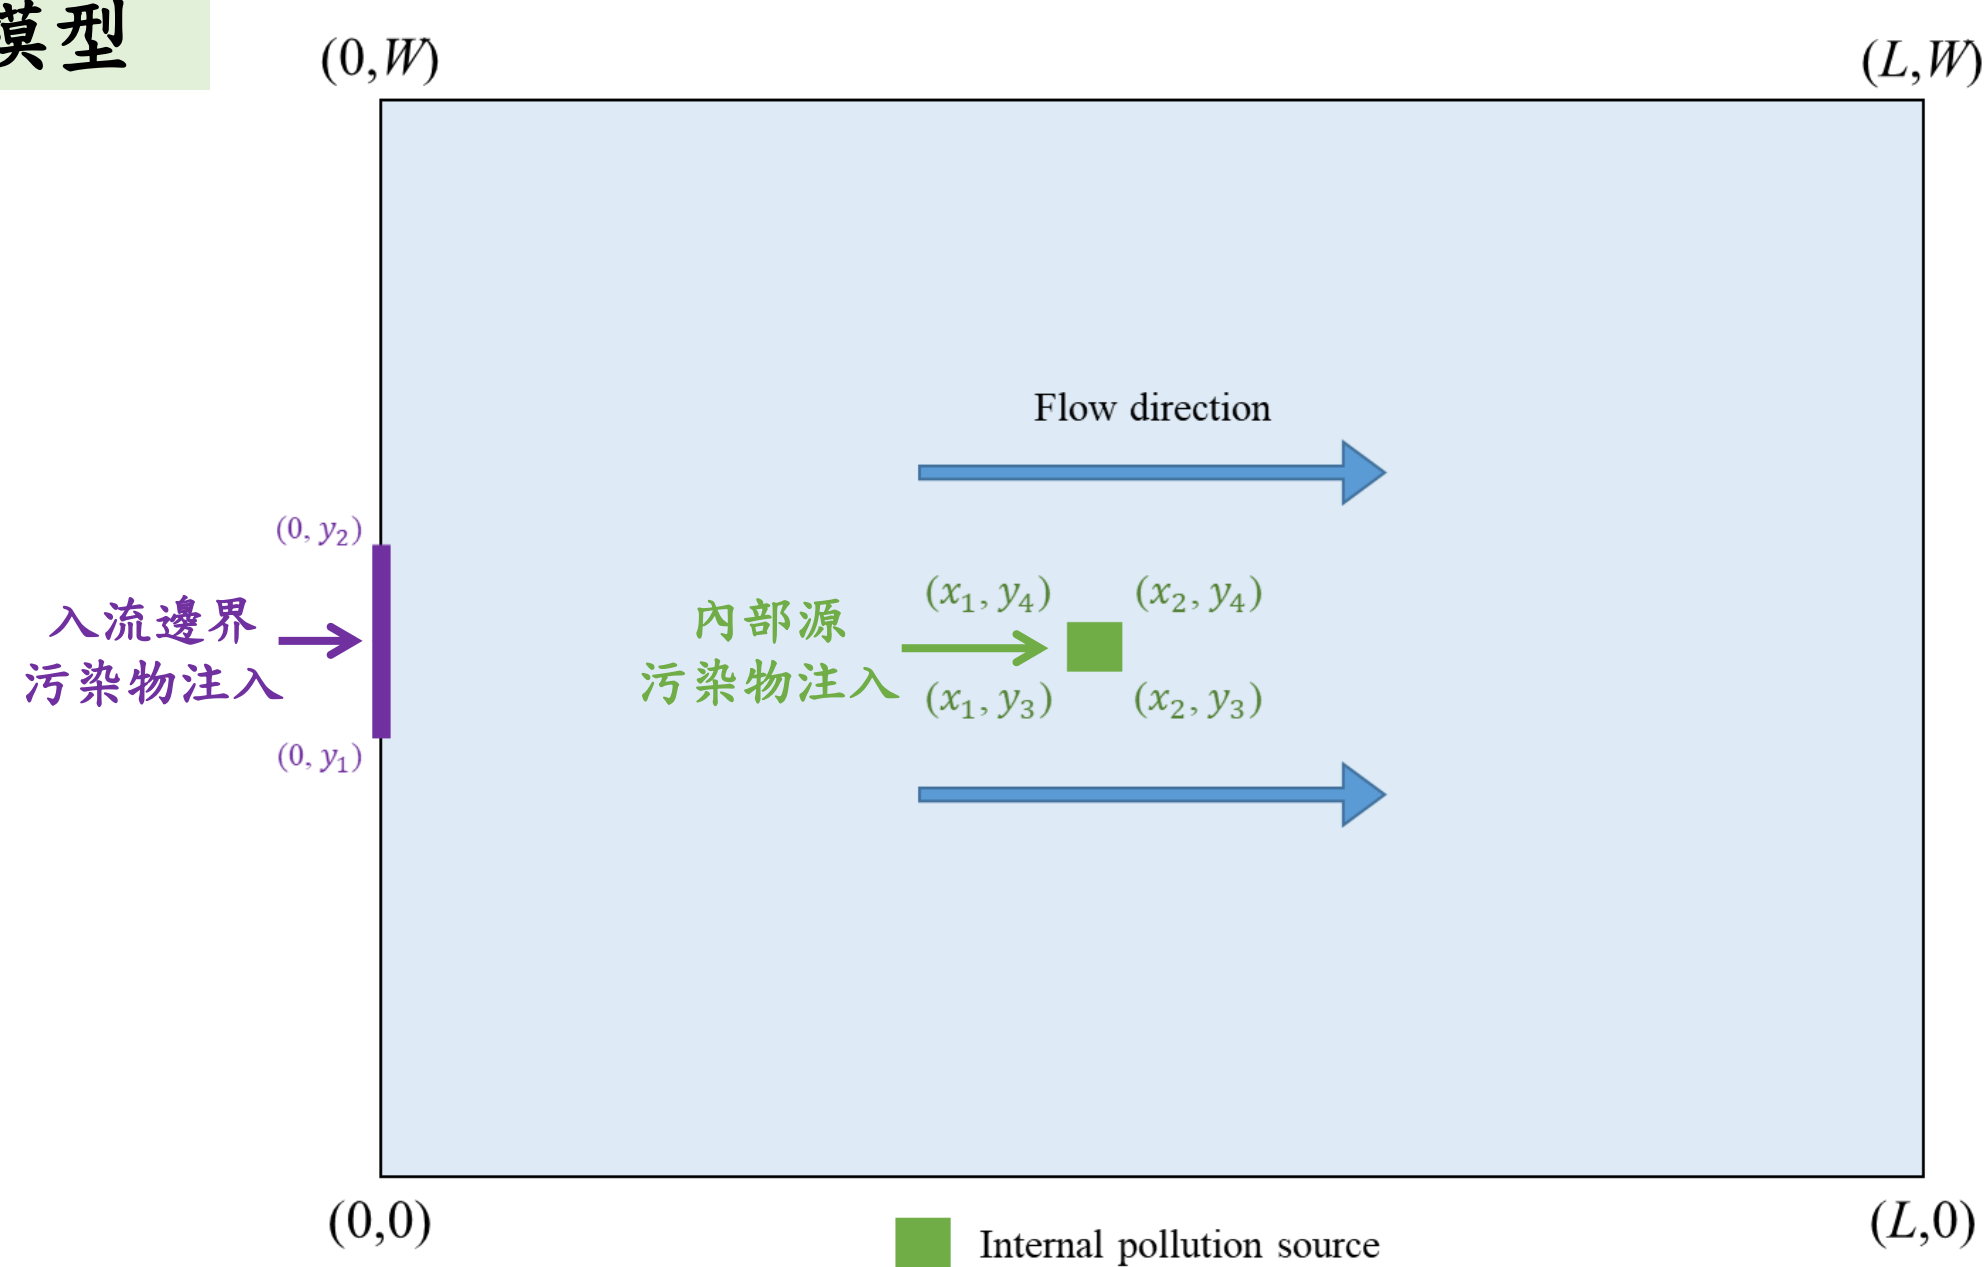 模型
(0,W)
(L,W)
Flow direction
(0, y₂)
入流邊界
污染物注入
(0, y₁)
內部源
污染物注入
(x₁, y₄)
(x₂, y₄)
(x₁, y₃)
(x₂, y₃)
(0,0)
(L,0)
Internal pollution source